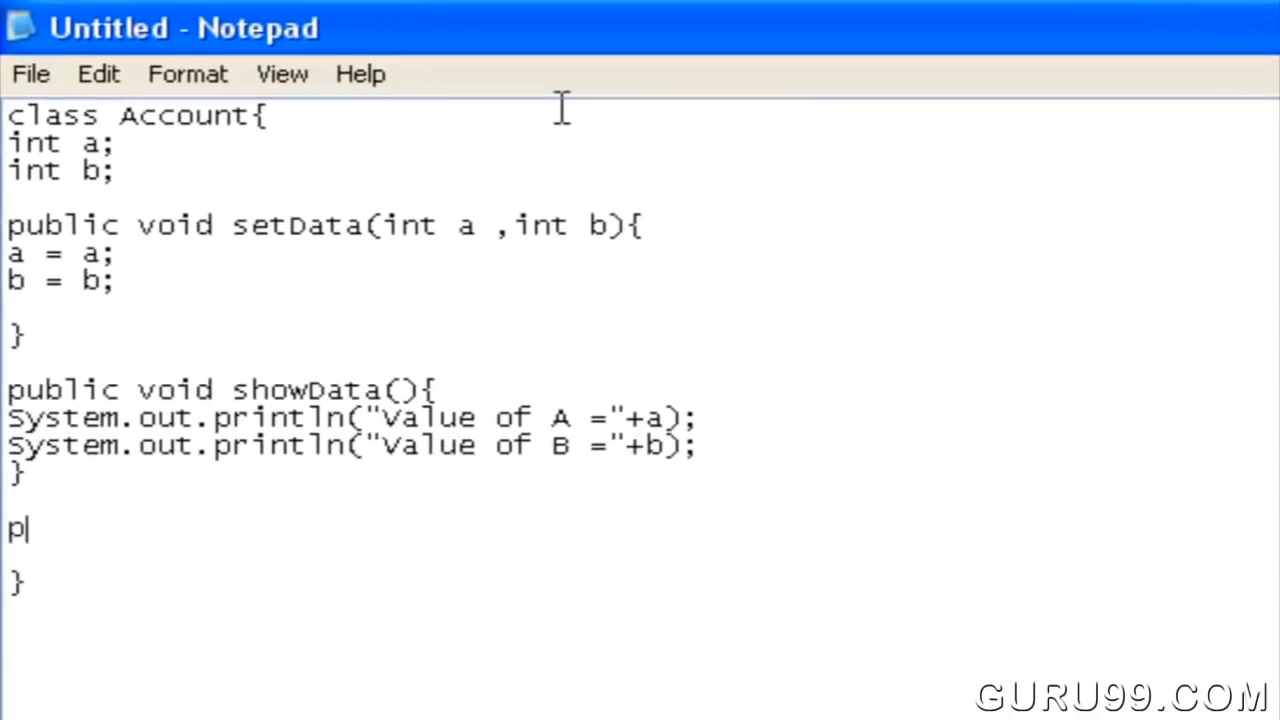 Untitled - Notepad
File Edit Format View Help
class Account{
int a;
int b;
public void setData(int a ,int b){
a = a;
b = b;
}
public void showData(){
System.out.println("Value of A ="+a);
System.out.println("Value of B ="+b);
}
p
}
GURU99.COM